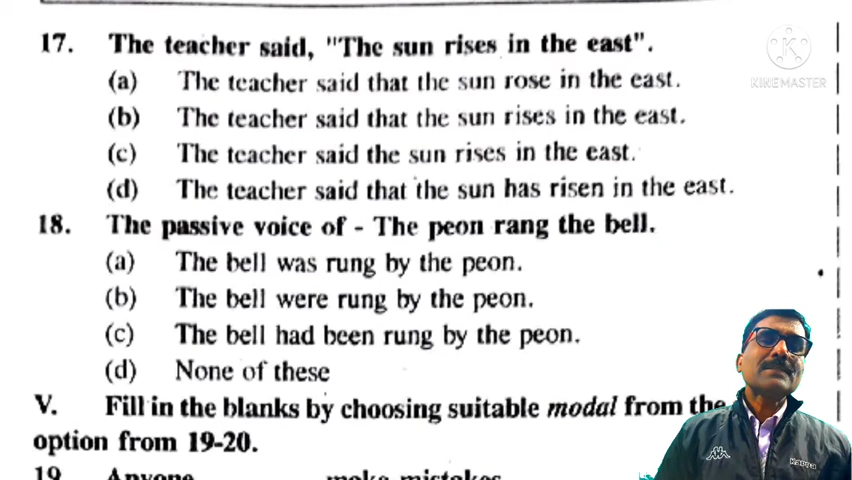 17. The teacher said, "The sun rises in the east".
(a) The teacher said that the sun rose in the east.
(b) The teacher said that the sun rises in the east.
(c) The teacher said the sun rises in the east.
(d) The teacher said that the sun has risen in the east.
18. The passive voice of - The peon rang the bell.
(a) The bell was rung by the peon.
(b) The bell were rung by the peon.
(c) The bell had been rung by the peon.
(d) None of these
V. Fill in the blanks by choosing suitable modal from the
option from 19-20.
19 Anyone make mistakes
K
KINEMASTER
Kappa